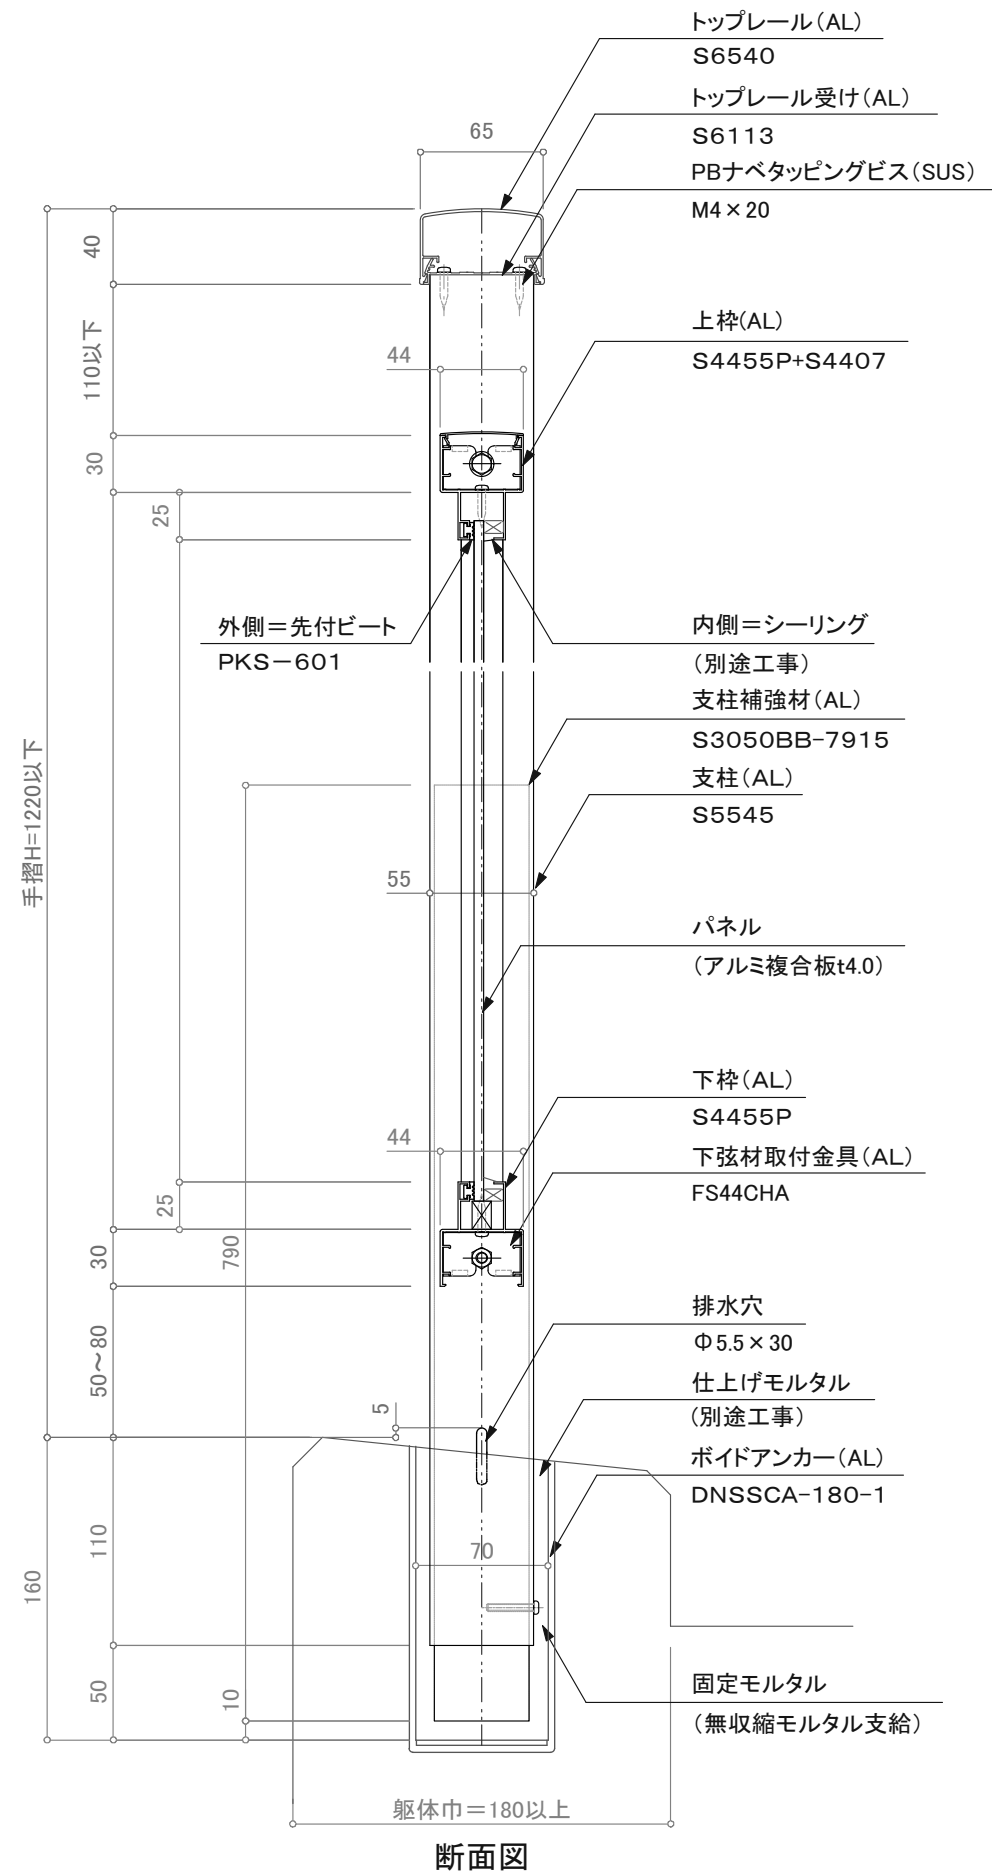 トップレール(AL)
S6540
トップレール受け(AL)
S6113
PBナベタッピングビス(SUS)
M4×20
65
40
110以下
44
上枠(AL)
S4455P+S4407
30
25
外側=先付ビート
PKS-601
内側=シーリング
(別途工事)
支柱補強材(AL)
S3050BB-7915
支柱(AL)
S5545
手摺H=1220以下
55
パネル
(アルミ複合板t4.0)
下枠(AL)
S4455P
44
下弦材取付金具(AL)
FS44CHA
25
790
30
排水穴
Φ5.5×30
50~80
5
仕上げモルタル
(別途工事)
ボイドアンカー(AL)
DNSSCA-180-1
110
70
160
固定モルタル
(無収縮モルタル支給)
50
10
躯体巾=180以上
断面図